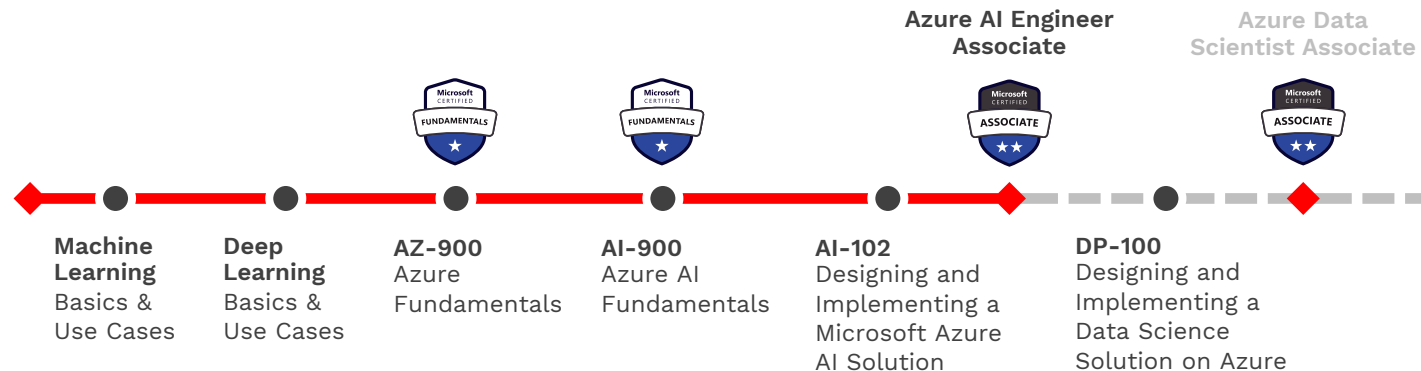 Azure AI Engineer
Associate
Azure Data
Scientist Associate
Microsoft
CERTIFIED
FUNDAMENTALS
Microsoft
CERTIFIED
FUNDAMENTALS
Microsoft
CERTIFIED
ASSOCIATE
Microsoft
CERTIFIED
ASSOCIATE
Machine
Learning
Basics &
Use Cases
Deep
Learning
Basics &
Use Cases
AZ-900
Azure
Fundamentals
AI-900
Azure AI
Fundamentals
AI-102
Designing and
Implementing a
Microsoft Azure
AI Solution
DP-100
Designing and
Implementing a
Data Science
Solution on Azure